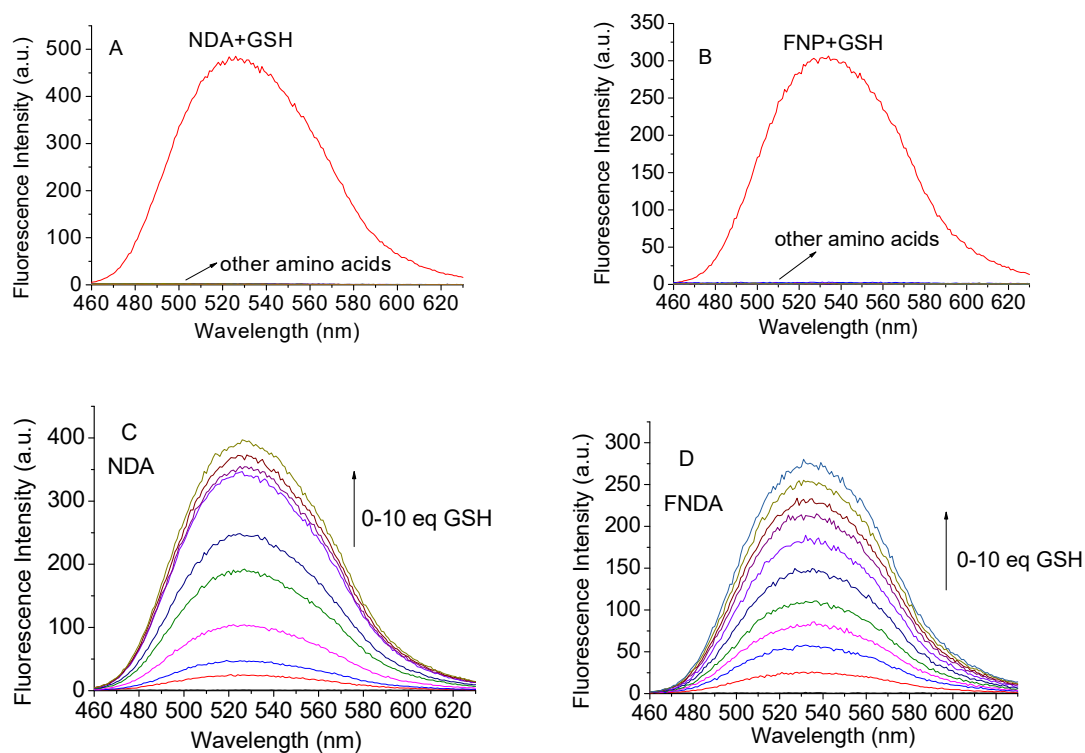 A
NDA+GSH
500
400
300
200
100
0
other amino acids
460 480 500 520 540 560 580 600 620
Wavelength (nm)
Fluorescence Intensity (a.u.)
B
FNP+GSH
350
300
250
200
150
100
50
0
other amino acids
460 480 500 520 540 560 580 600 620
Wavelength (nm)
Fluorescence Intensity (a.u.)
C
NDA
400
300
200
100
0
0-10 eq GSH
460 480 500 520 540 560 580 600 620
Wavelength (nm)
Fluorescence Intensity (a.u.)
D
FNDA
300
250
200
150
100
50
0
0-10 eq GSH
460 480 500 520 540 560 580 600 620
Wavelength (nm)
Fluorescence Intensity (a.u.)